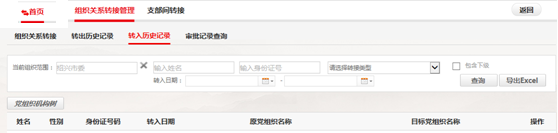 首页 组织关系转接管理 支部间转接 返回
组织关系转接 转出历史记录 转入历史记录 审批记录查询
当前组织范围： 绍兴市委 输入姓名 输入身份证号 请选择转接类型 包含下级
转入日期： - 查询 导出Excel
党组织机构树
姓名 性别 身份证号码 转入日期 原党组织名称 目标党组织名称 操作